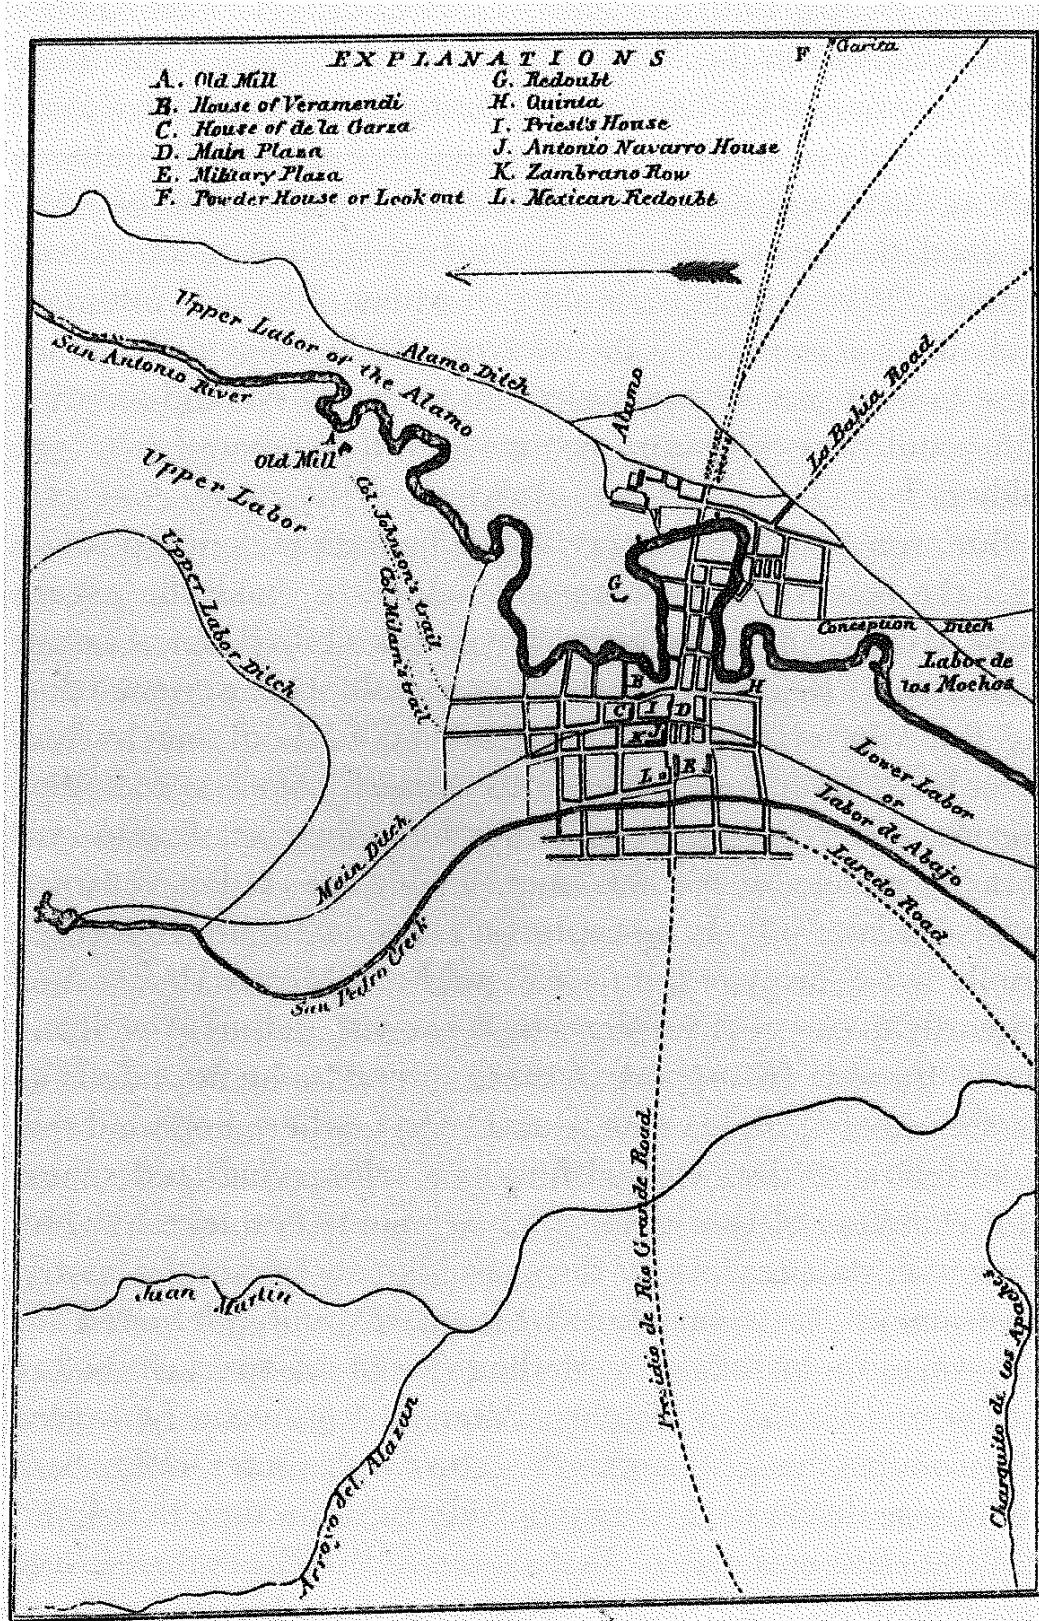 EXPLANATIONS
A. Old Mill
B. House of Veramendi
C. House of de la Garza
D. Main Plaza
E. Military Plaza
F. Powder House or Look out
G. Redoubt
H. Quinta
I. Priest's House
J. Antonio Navarro House
K. Zambrano Row
L. Mexican Redoubt
F
Garita
Upper Labor of the Alamo
San Antonio River
Alamo Ditch
Alamo
La Bahia Road
A
Old Mill
Upper Labor
Col. Johnson's trail
Col. Milam's trail
Upper Labor Ditch
G
Conception Ditch
Labor de
los Mochos
B
H
C
I
D
J
K
L
E
Lower Labor
or
Labor de Abajo
Laredo Road
Main Ditch
San Pedro Creek
Presidio de Rio Grande Road
Juan Martin
Arroyo del Alazan
Charquito de los Apaches